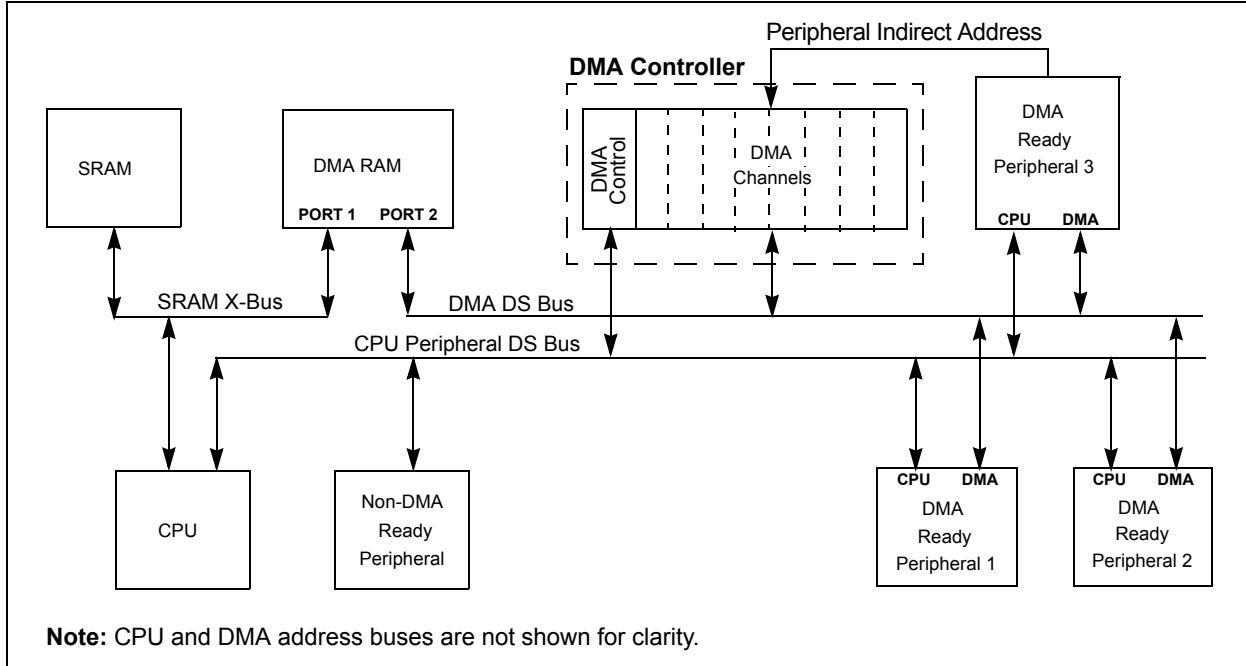 Peripheral Indirect Address
DMA Controller
SRAM
DMA RAM
PORT 1 PORT 2
DMA
Control
DMA
Channels
DMA
Ready
Peripheral 3
CPU DMA
SRAM X-Bus
DMA DS Bus
CPU Peripheral DS Bus
CPU
Non-DMA
Ready
Peripheral
CPU DMA
DMA
Ready
Peripheral 1
CPU DMA
DMA
Ready
Peripheral 2
Note: CPU and DMA address buses are not shown for clarity.